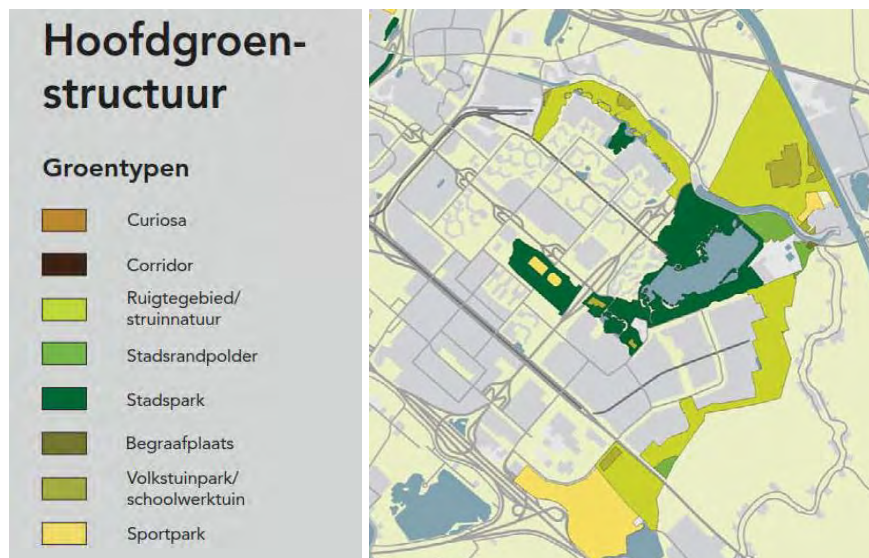 Hoofdgroen-
structuur
Groentypen
Curiosa
Corridor
Ruigtegebied/
struinnatuur
Stadsrandpolder
Stadspark
Begraafplaats
Volkstuinpark/
schoolwerktuin
Sportpark